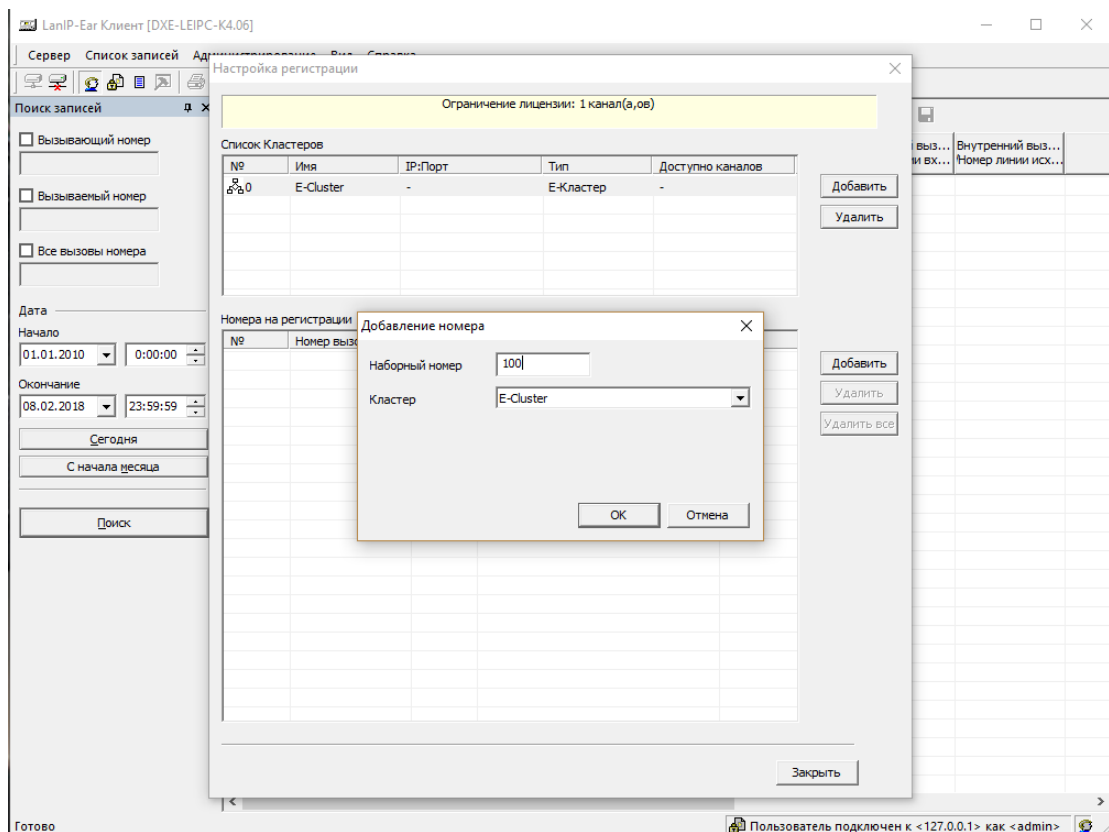 LanIP-Ear Клиент [DXE-LEIPC-K4.06]
Сервер Список записей
Настройка регистрации
Поиск записей
Ограничение лицензии: 1 канал(а,ов)
Вызывающий номер
Вызываемый номер
Все вызовы номера
Дата
Начало
01.01.2010 0:00:00
Окончание
08.02.2018 23:59:59
Сегодня
С начала месяца
Поиск
Список Кластеров
№ Имя IP:Порт Тип Доступно каналов
0 E-Cluster - E-Кластер -
Добавить
Удалить
Номера на регистрации
№ Номер
Добавить
Удалить
Удалить все
Добавление номера
Наборный номер 100
Кластер E-Cluster
OK Отмена
Закрыть
выз... Внутренний выз...
вх... Номер линии исх...
Готово
Пользователь подключен к <127.0.0.1> как <admin>